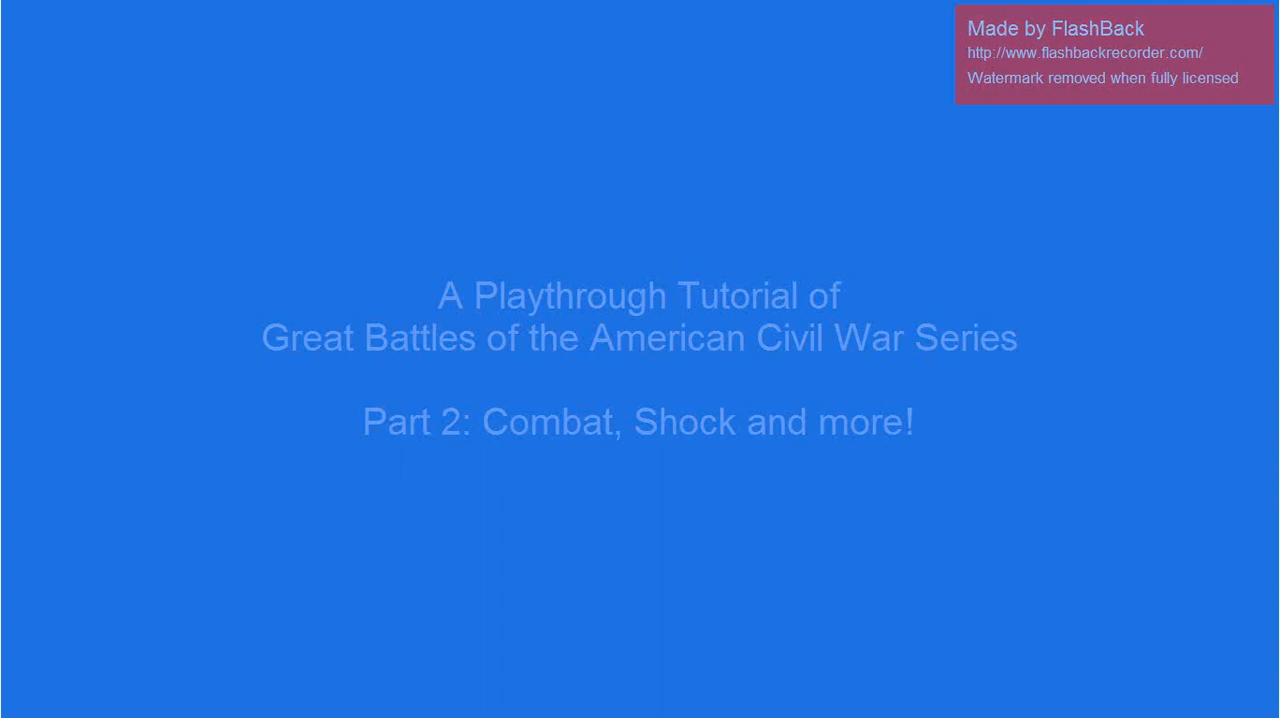 Made by FlashBack
http://www.flashbackrecorder.com/
Watermark removed when fully licensed
A Playthrough Tutorial of
Great Battles of the American Civil War Series
Part 2: Combat, Shock and more!